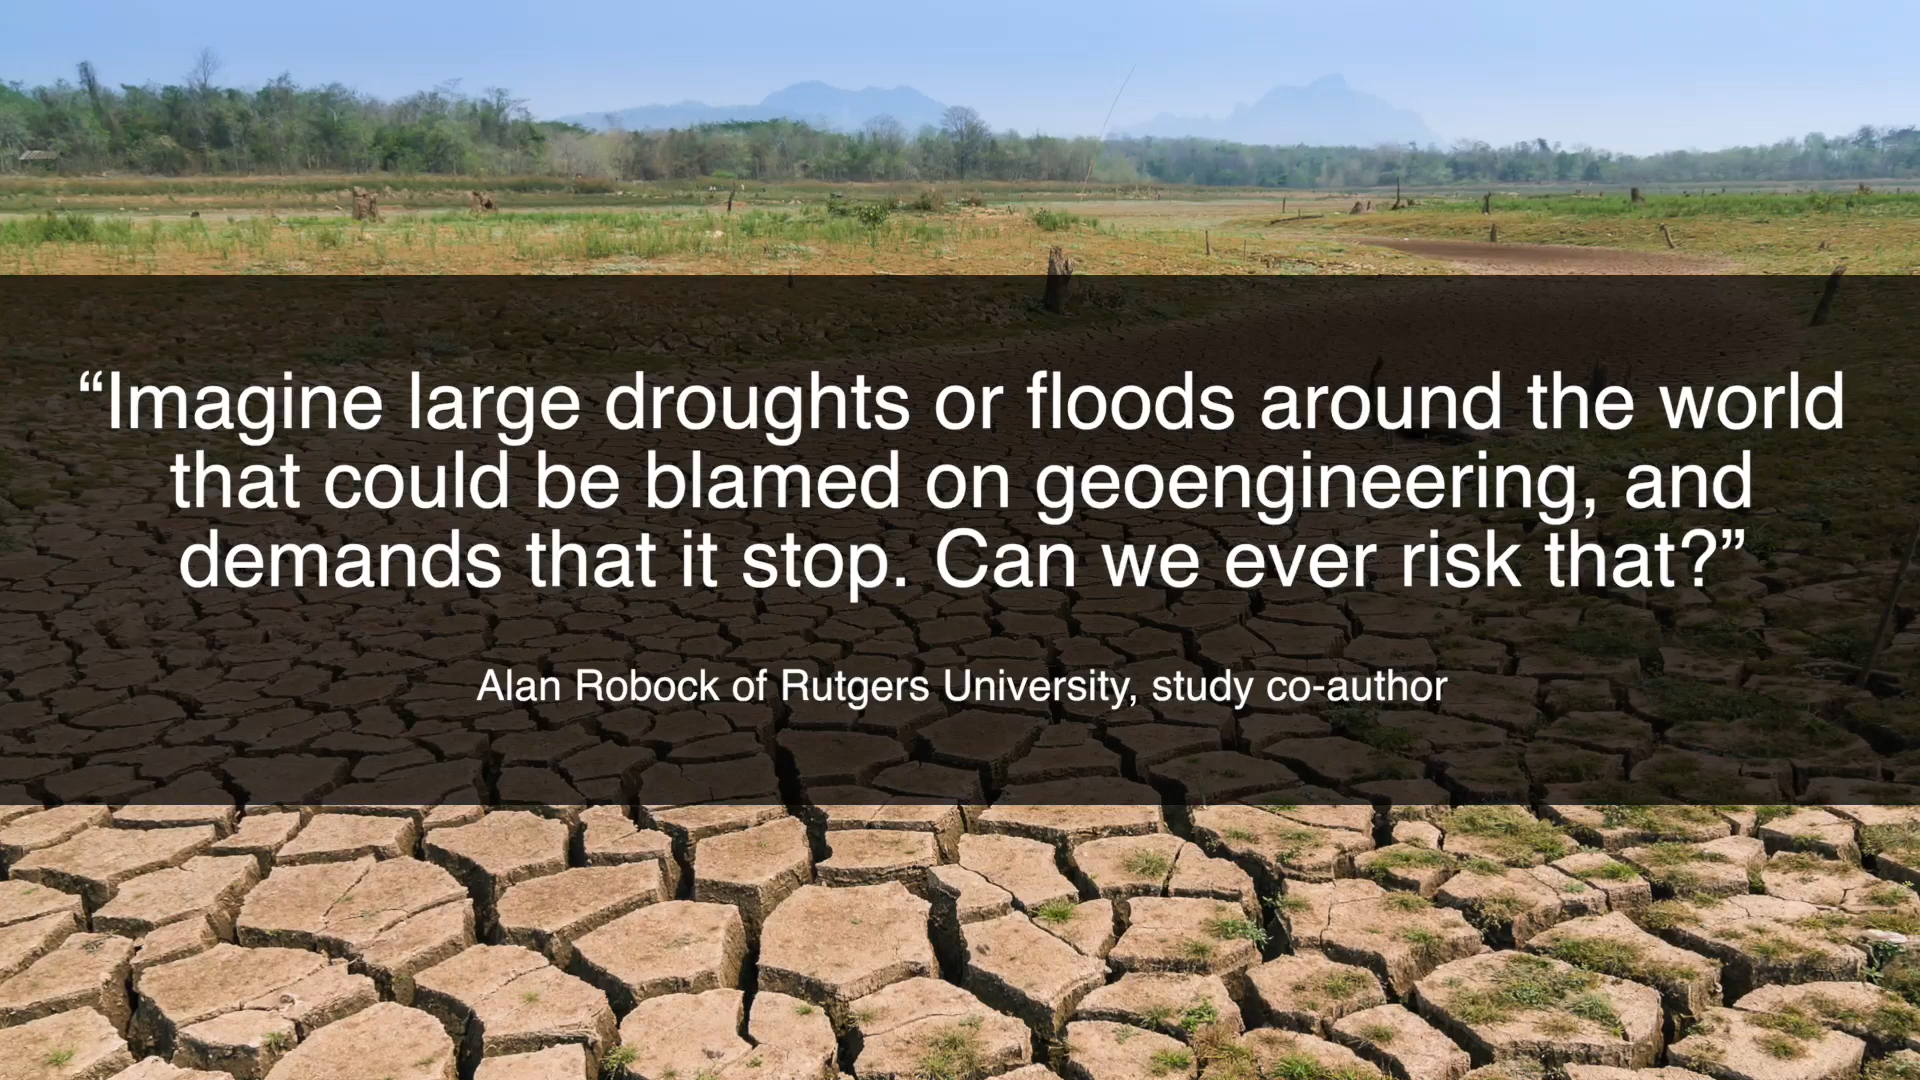 “Imagine large droughts or floods around the world
that could be blamed on geoengineering, and
demands that it stop. Can we ever risk that?”
Alan Robock of Rutgers University, study co-author